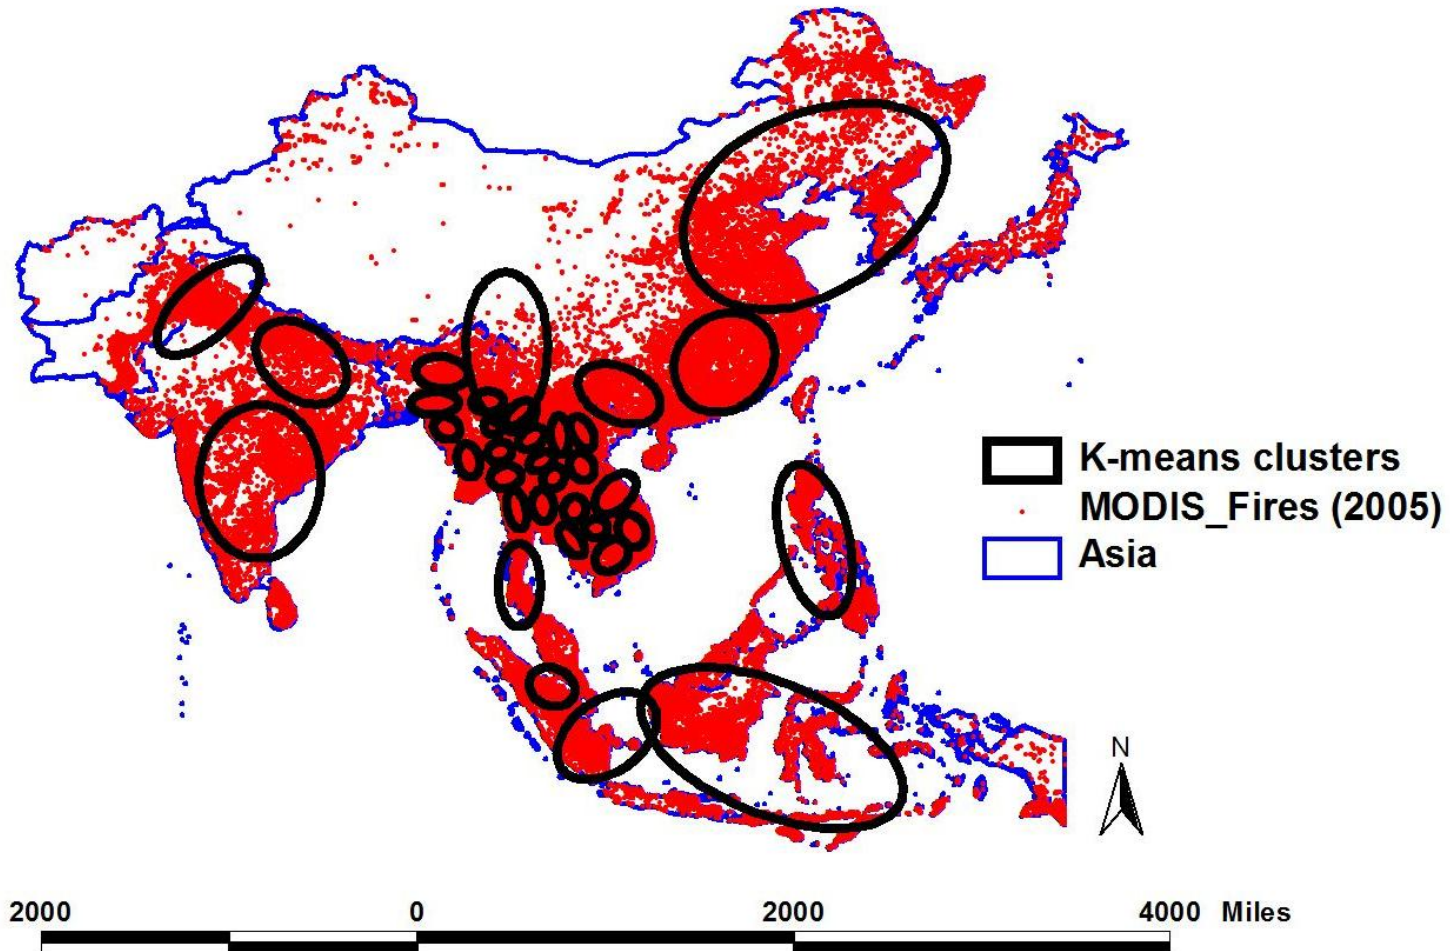 K-means clusters
MODIS_Fires (2005)
Asia
N
2000 0 2000 4000 Miles